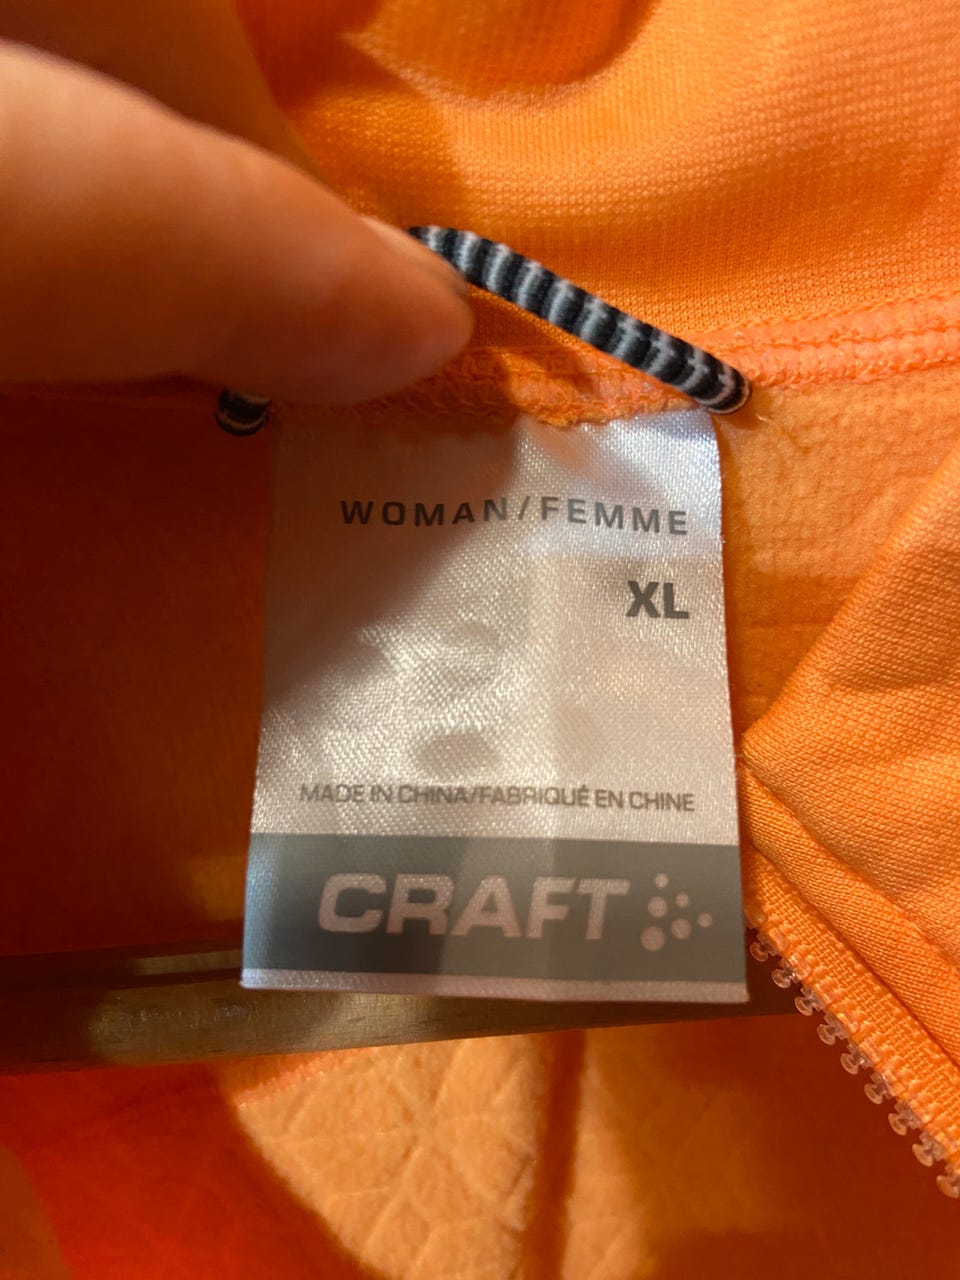 WOMAN/FEMME
XL
MADE IN CHINA/FABRIQUÉ EN CHINE
CRAFT